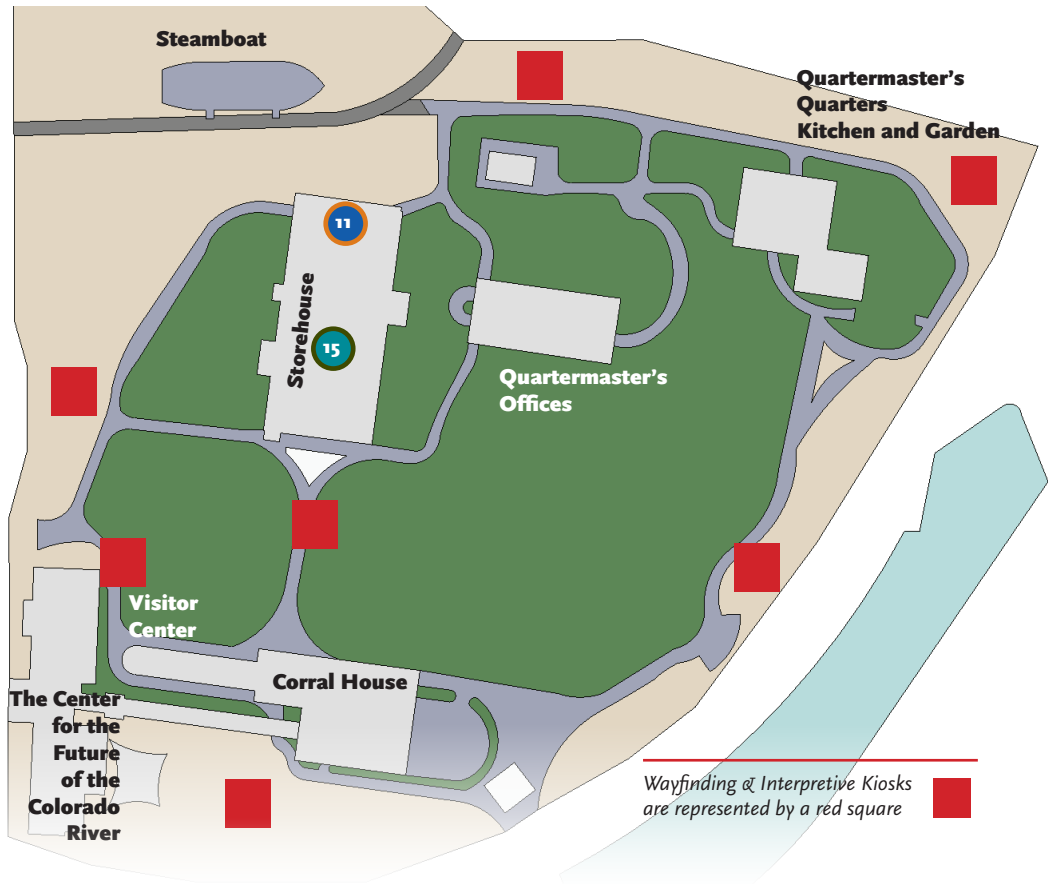 Steamboat
Quartermaster’s
Quarters
Kitchen and Garden
11
Storehouse
15
Quartermaster’s
Offices
Visitor
Center
Corral House
The Center
for the
Future
of the
Colorado
River
Wayfinding & Interpretive Kiosks
are represented by a red square